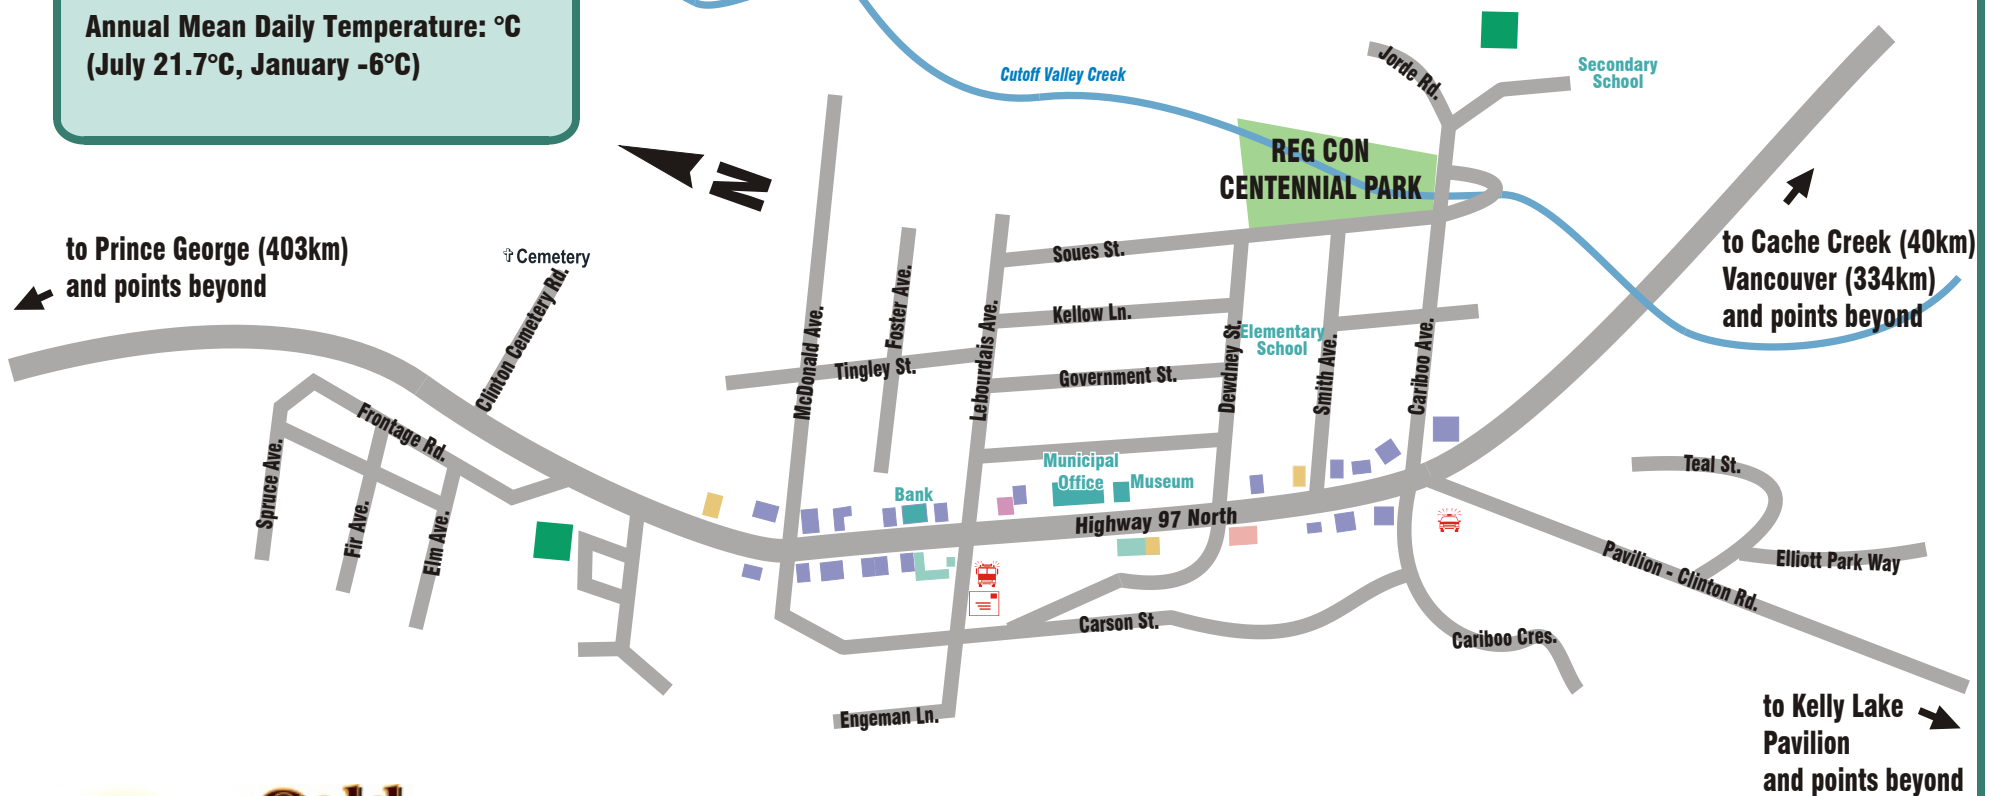 Annual Mean Daily Temperature: °C
(July 21.7°C, January -6°C)
Cutoff Valley Creek
Jorde Rd.
Secondary
School
REG CON
CENTENNIAL PARK
N
to Prince George (403km)
and points beyond
Cemetery
Clinton Cemetery Rd.
to Cache Creek (40km)
Vancouver (334km)
and points beyond
Soues St.
Kellow Ln.
Foster Ave.
McDonald Ave.
Lebourdais Ave.
Tingley St.
Government St.
Dewdney St.
Elementary
School
Smith Ave.
Cariboo Ave.
Frontage Rd.
Spruce Ave.
Fir Ave.
Elm Ave.
Bank
Municipal
Office
Museum
Highway 97 North
Teal St.
Elliott Park Way
Pavilion - Clinton Rd.
Carson St.
Cariboo Cres.
Engeman Ln.
to Kelly Lake
Pavilion
and points beyond